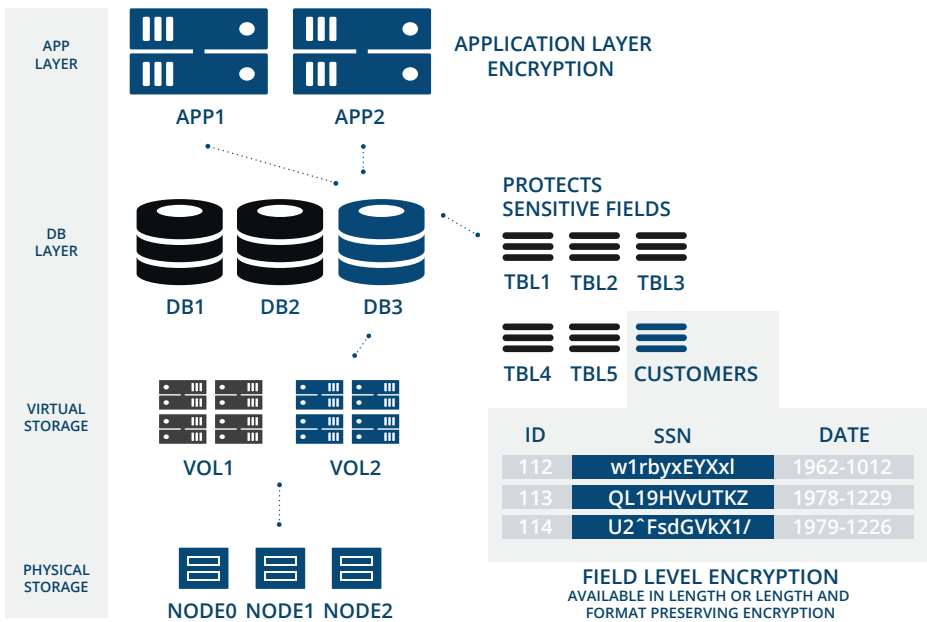 APP
LAYER
APPLICATION LAYER
ENCRYPTION
APP1
APP2
DB
LAYER
DB1
DB2
DB3
PROTECTS
SENSITIVE FIELDS
TBL1
TBL2
TBL3
TBL4
TBL5
CUSTOMERS
VIRTUAL
STORAGE
VOL1
VOL2
ID SSN DATE
112 w1rbyxEYXxl 1962-1012
113 QL19HVvUTKZ 1978-1229
114 U2^FsdGVkX1/ 1979-1226
PHYSICAL
STORAGE
NODE0 NODE1 NODE2
FIELD LEVEL ENCRYPTION
AVAILABLE IN LENGTH OR LENGTH AND
FORMAT PRESERVING ENCRYPTION